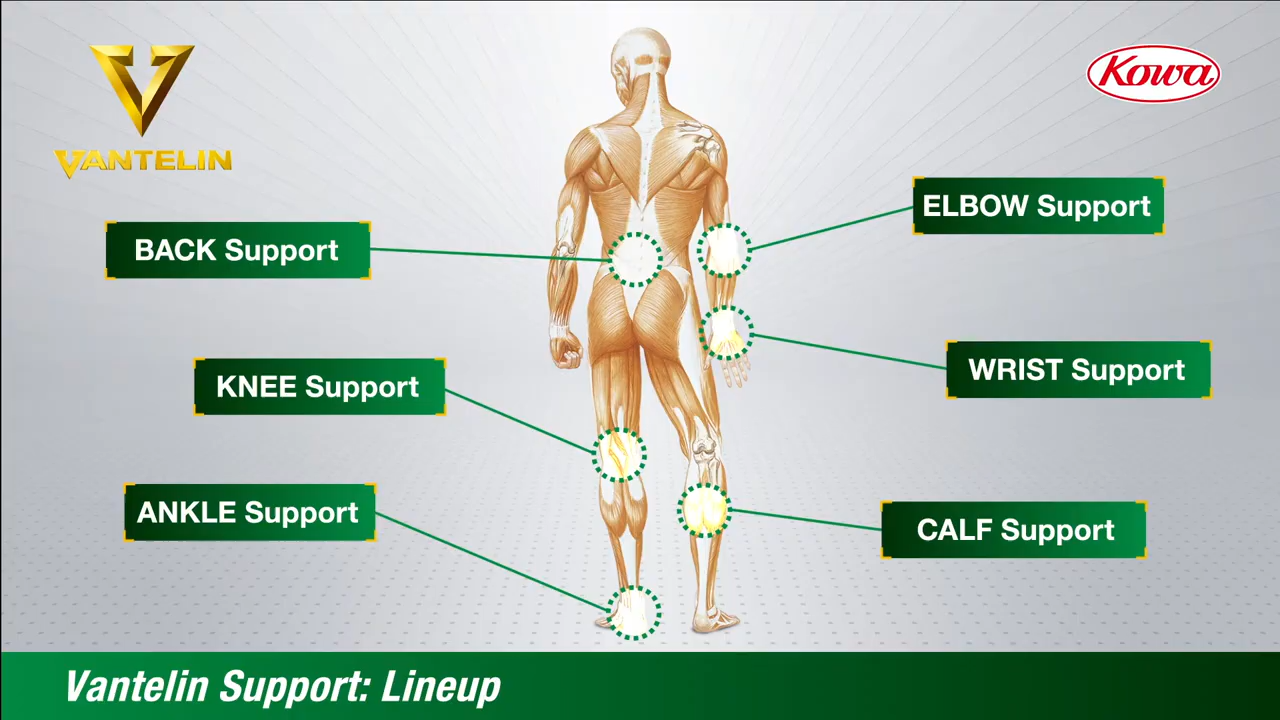 VANTELIN
Kowa
BACK Support
ELBOW Support
KNEE Support
WRIST Support
ANKLE Support
CALF Support
Vantelin Support: Lineup